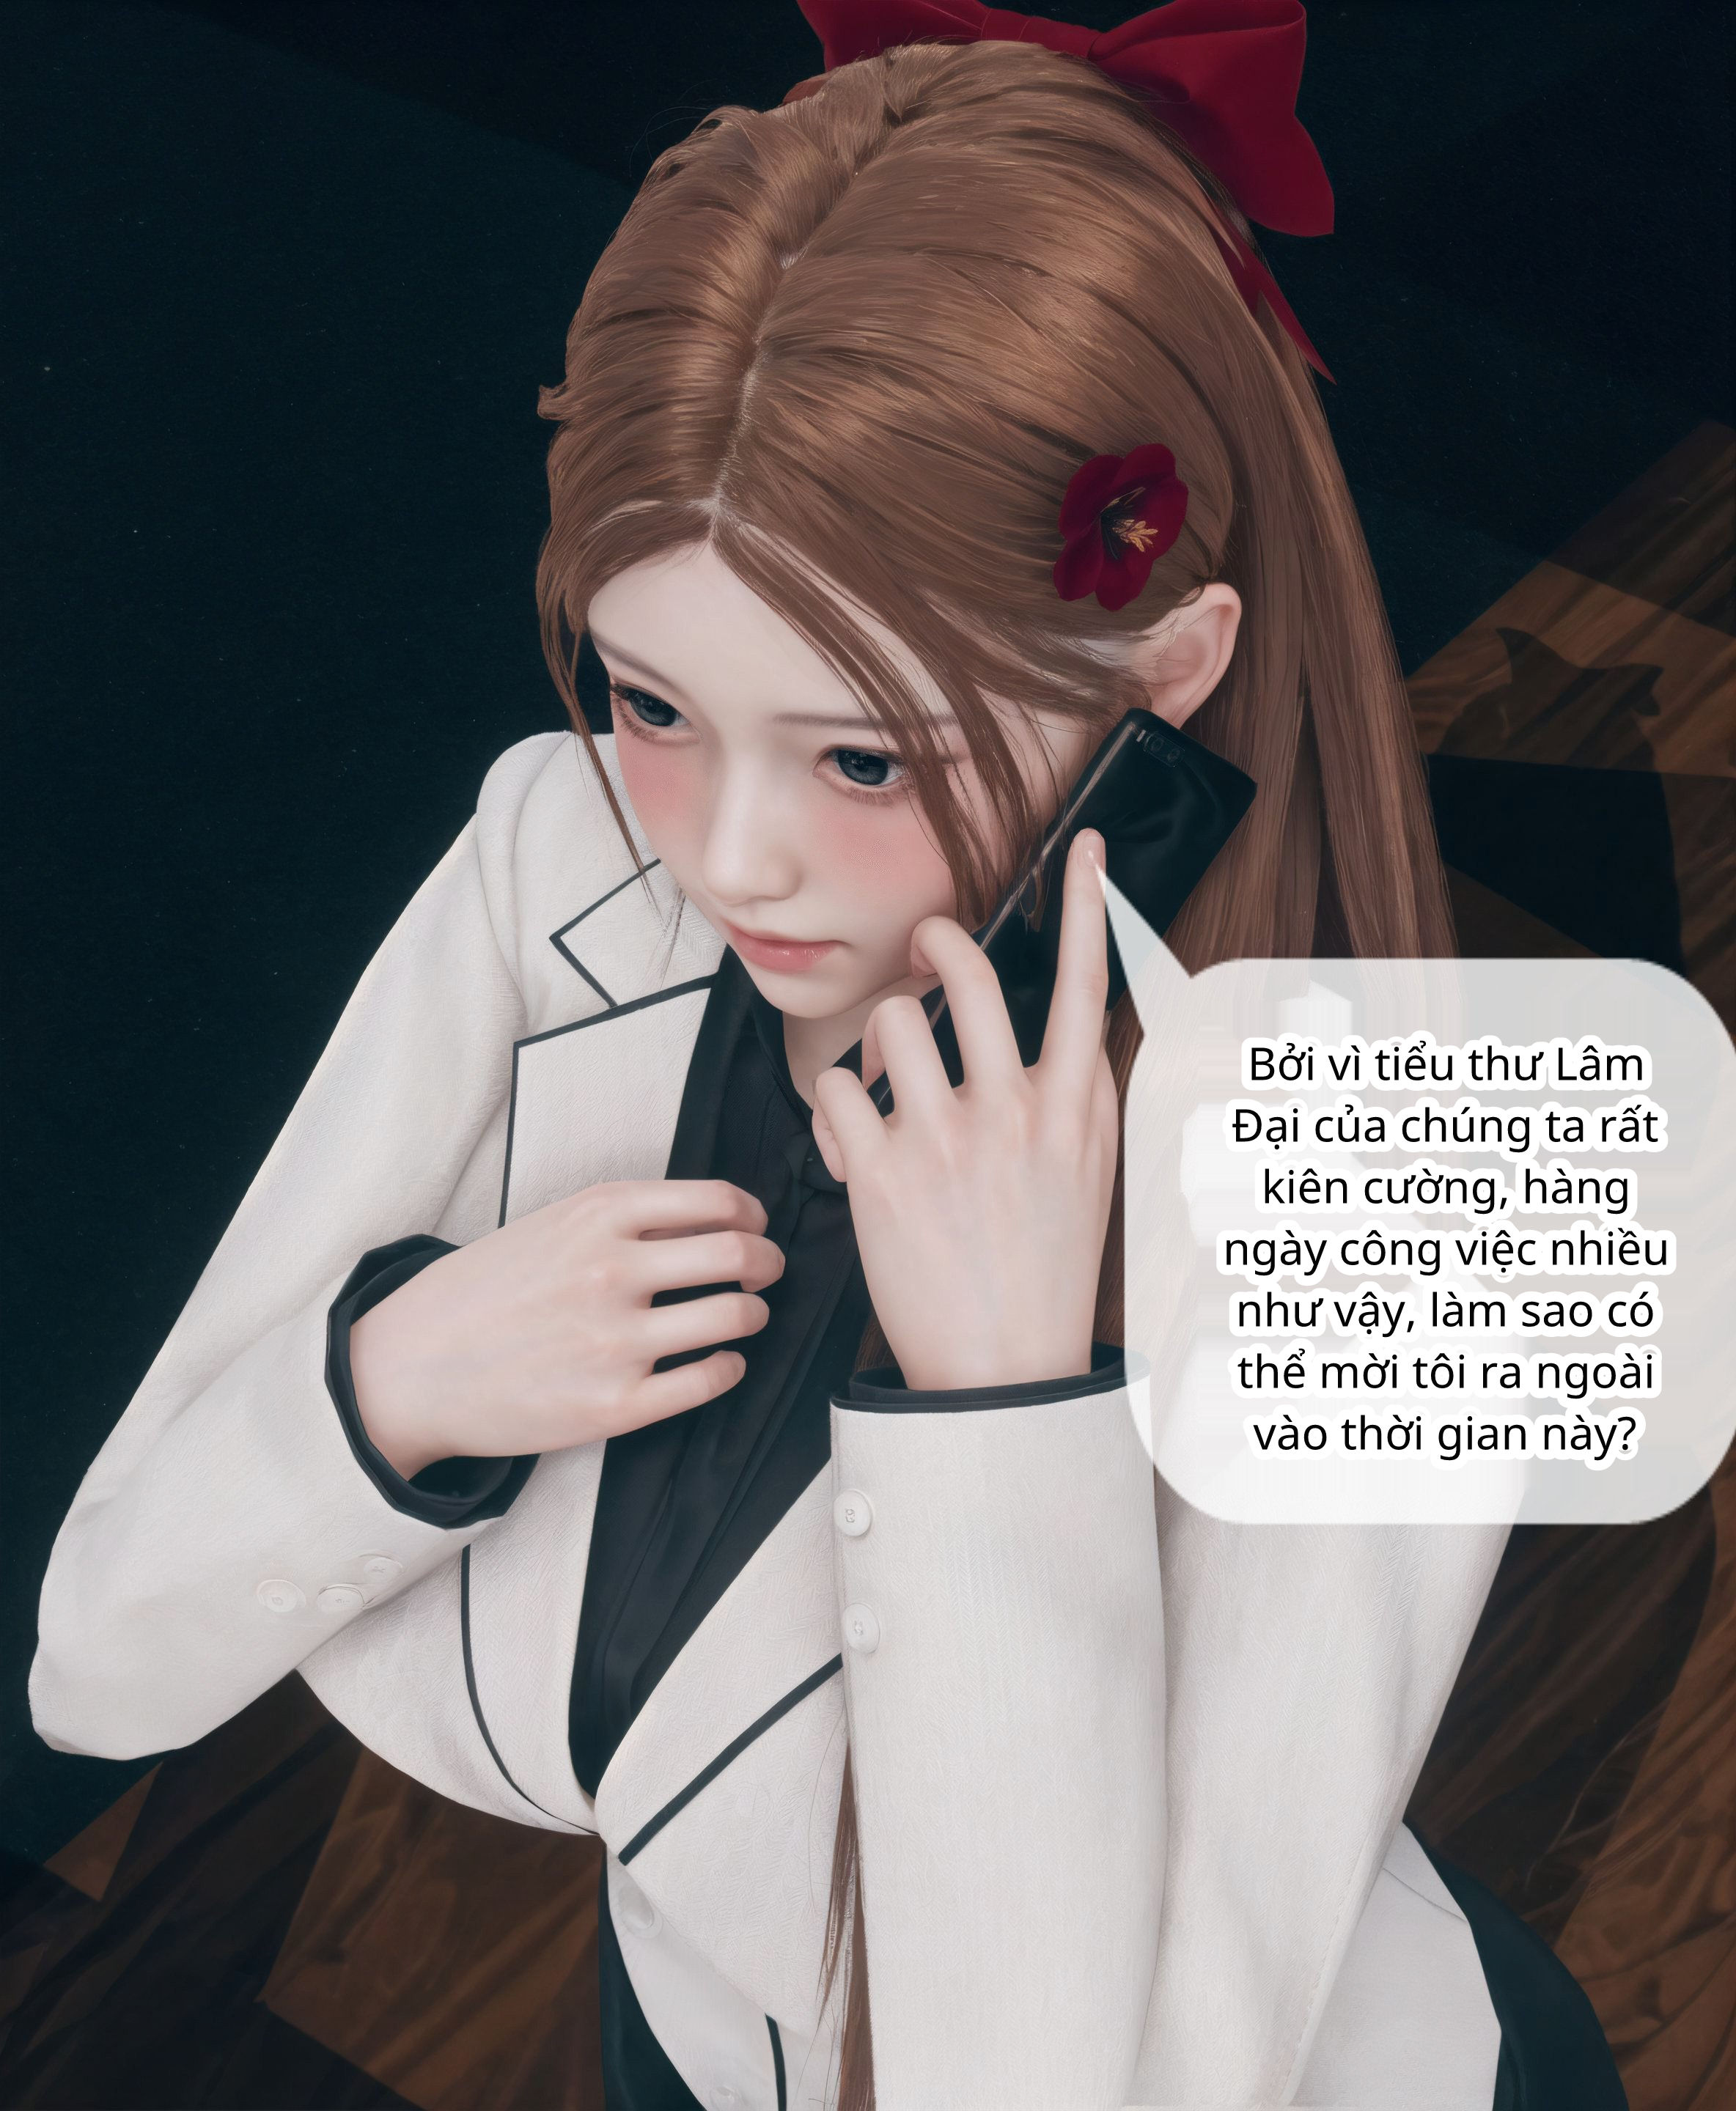 Bởi vì tiểu thư Lâm
Đại của chúng ta rất
kiên cường, hàng
ngày công việc nhiều
như vậy, làm sao có
thể mời tôi ra ngoài
vào thời gian này?